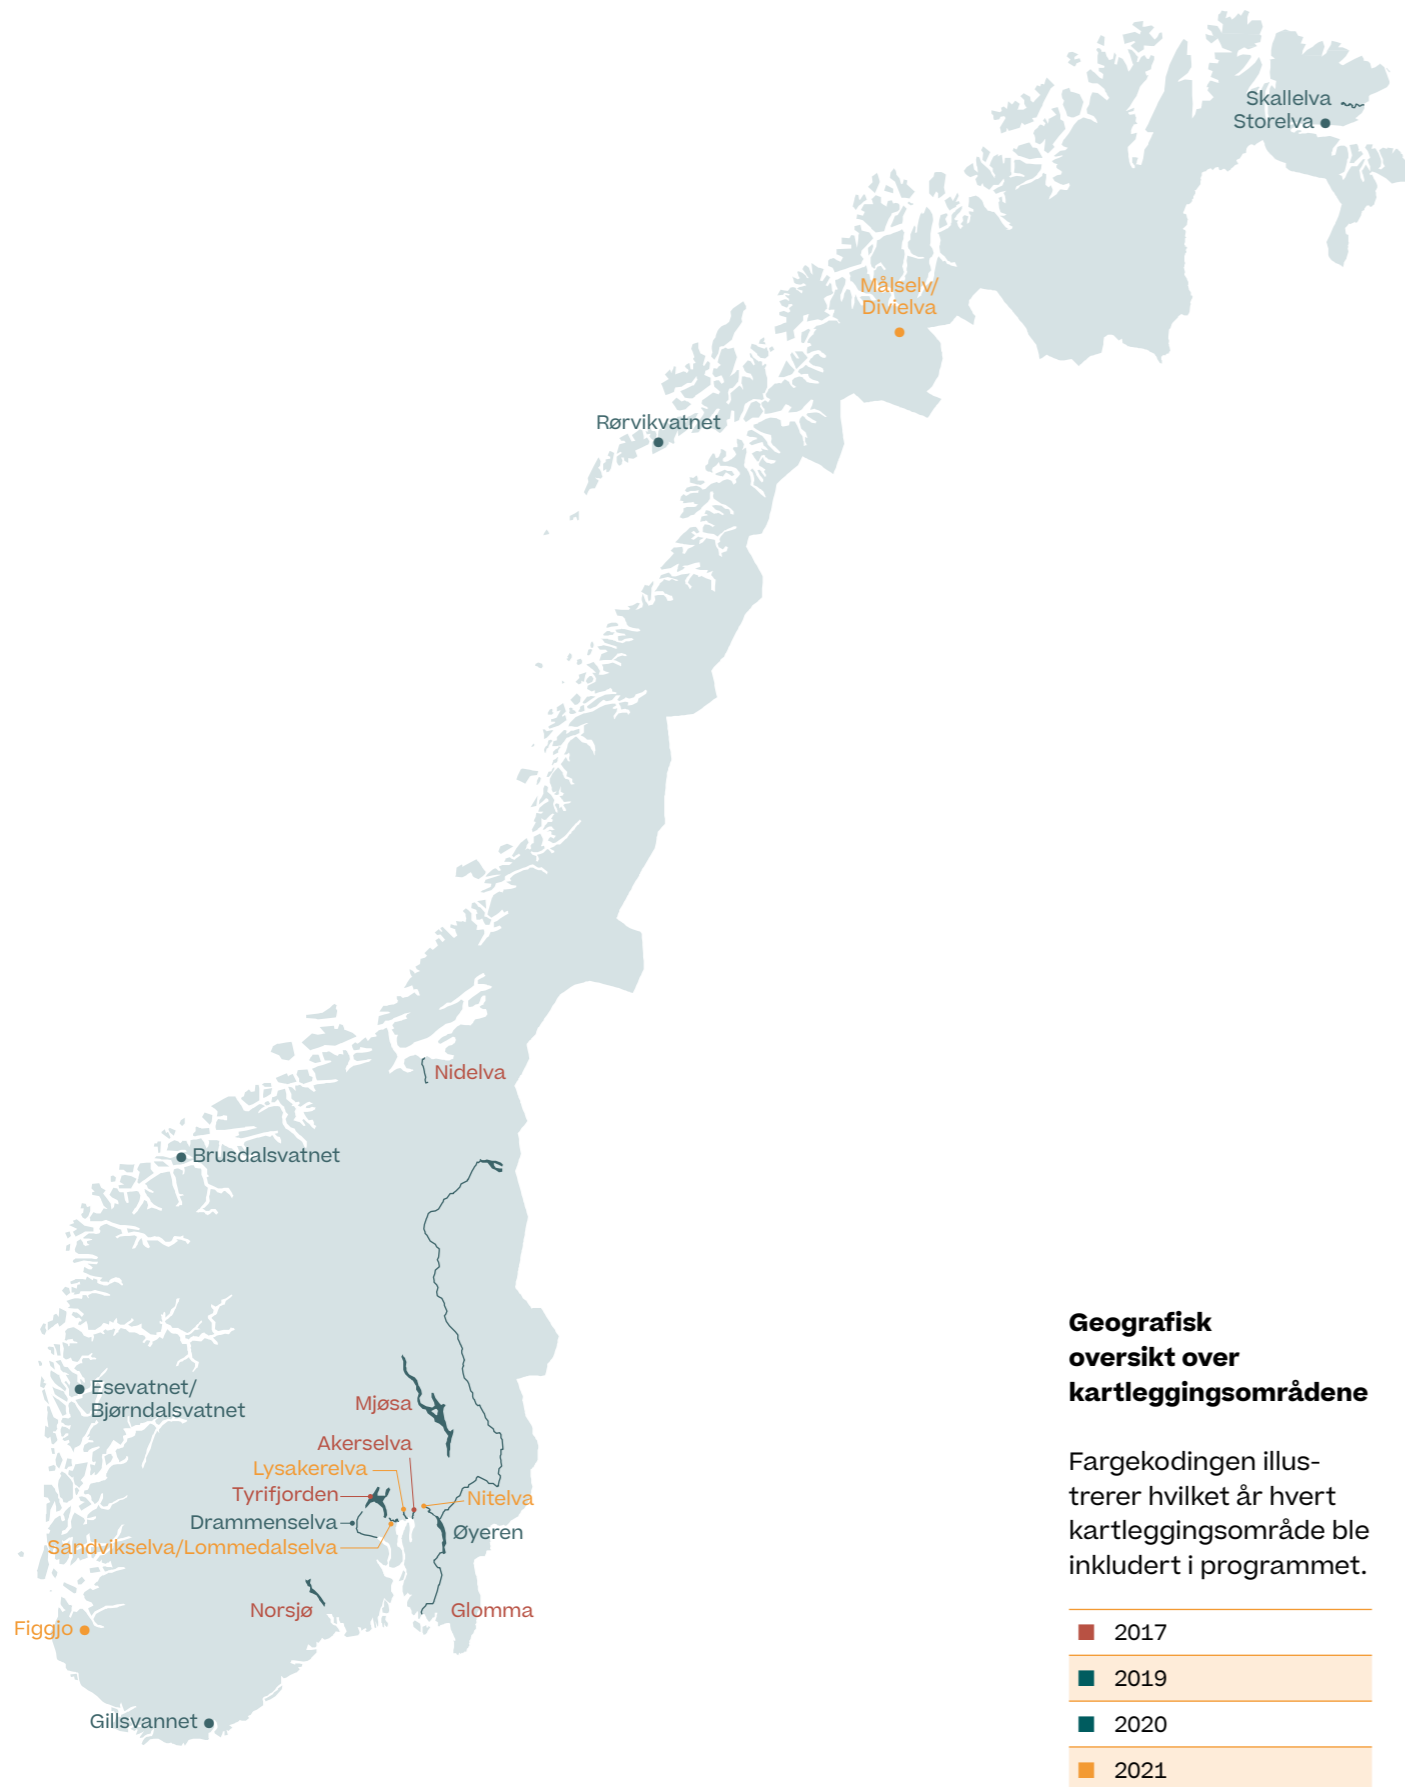 Skallelva
Storelva
Målselv/
Divielva
Rørvikvatnet
Nidelva
Brusdalsvatnet
Esevatnet/
Bjørndalsvatnet
Mjøsa
Akerselva
Lysakerelva
Tyrifjorden
Nitelva
Drammenselva
Øyeren
Sandvikselva/Lommedalselva
Norsjø
Glomma
Figgjo
Gillsvannet
Geografisk
oversikt over
kartleggingsområdene
Fargekodingen illus-
trerer hvilket år hvert
kartleggingsområde ble
inkludert i programmet.
2017
2019
2020
2021